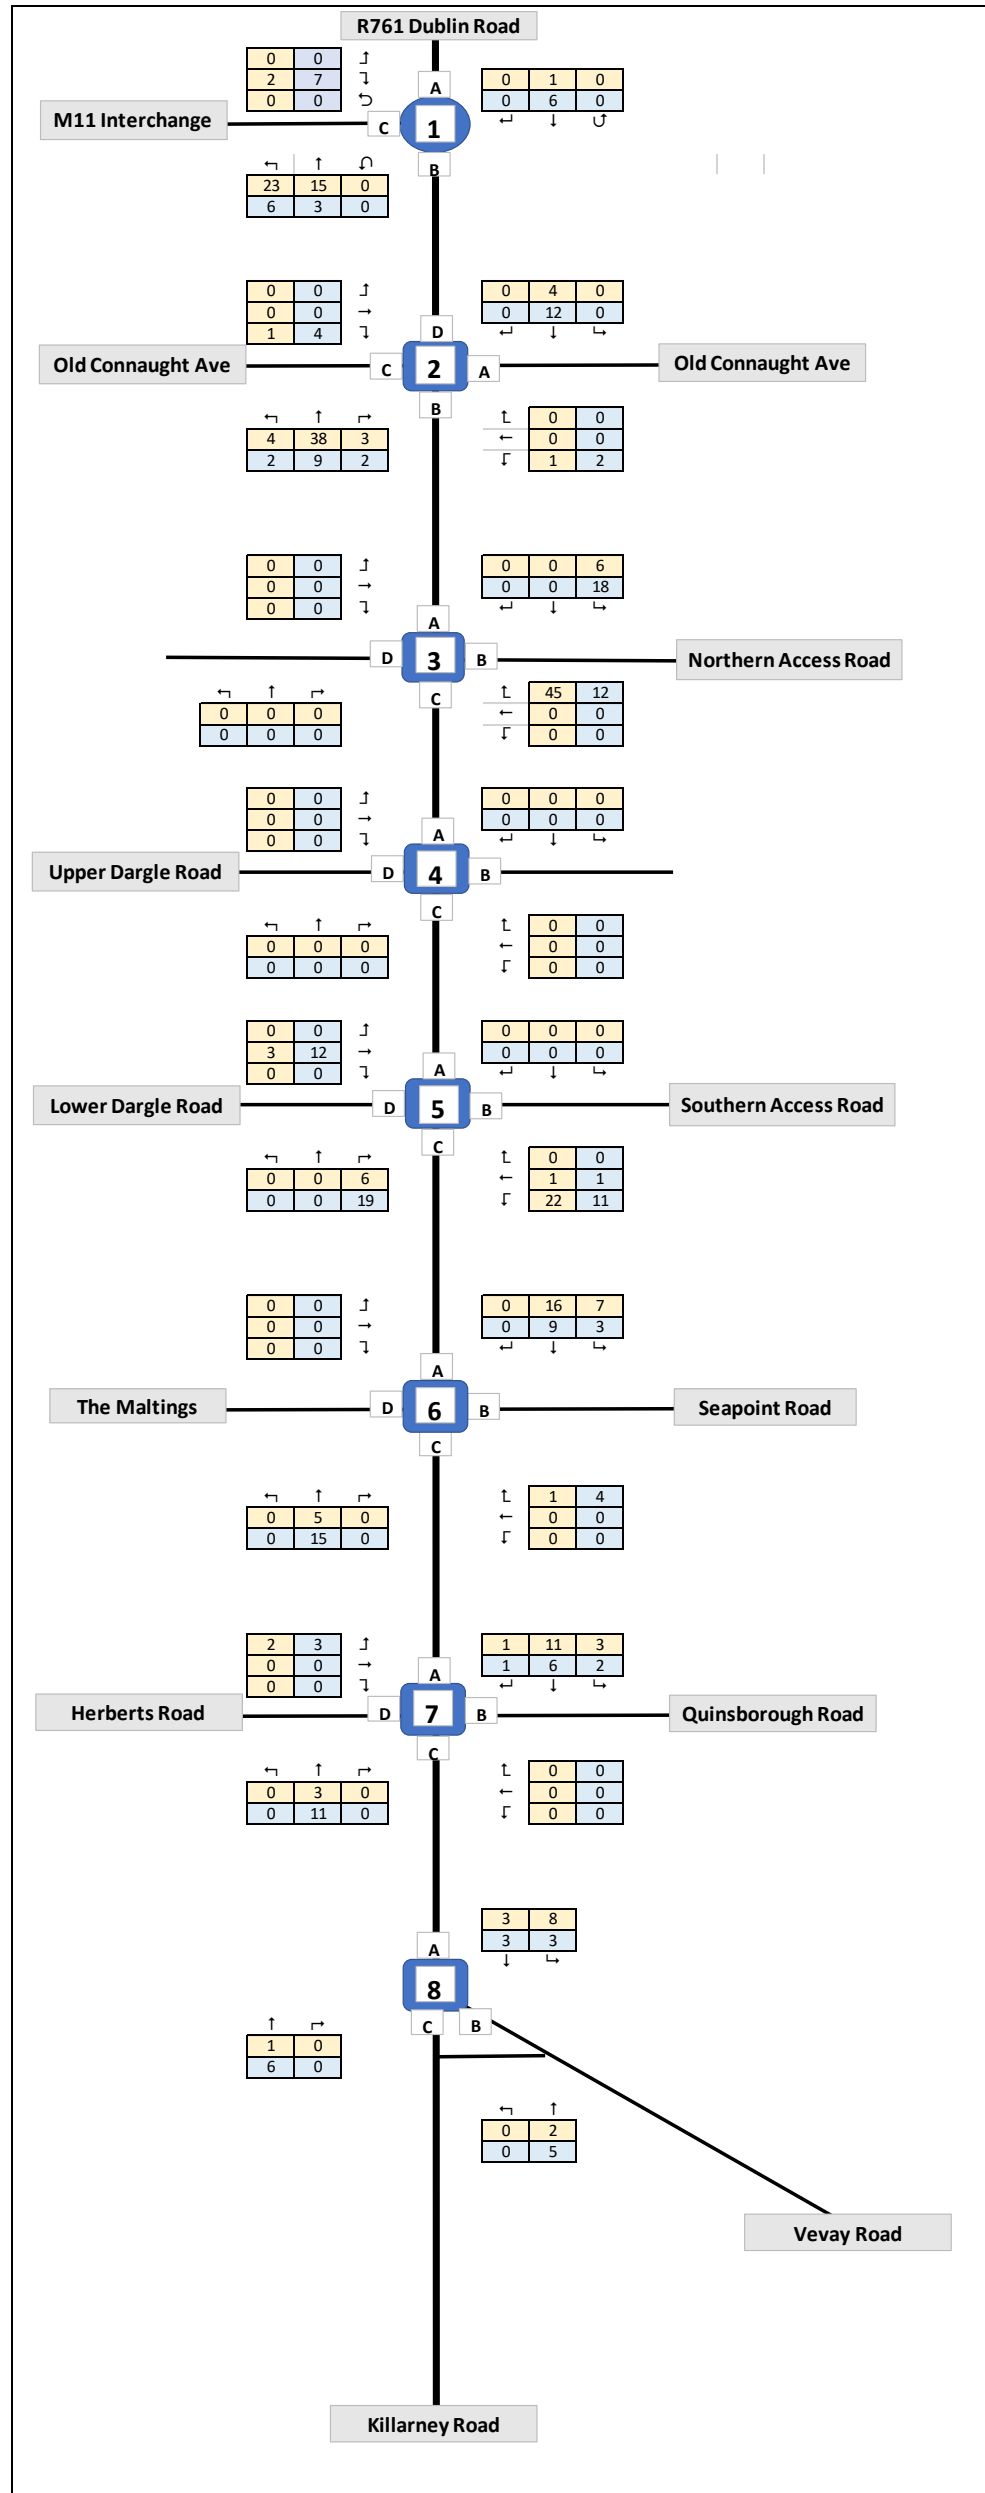 R761 Dublin Road
0 0 ↑
2 7 ↴
0 0 ⮌
A
0 1 0
0 6 0
↵ ↓ ↺
M11 Interchange
C
1
B
↰ ↑ ↶
23 15 0
6 3 0
0 0 ↑
0 0 →
1 4 ↴
D
0 4 0
0 12 0
↵ ↓ ↳
Old Connaught Ave
C
2
A
Old Connaught Ave
B
↰ ↑ ↱
4 38 3
2 9 2
↑ 0 0
← 0 0
↓ 1 2
0 0 ↑
0 0 →
0 0 ↴
A
0 0 6
0 0 18
↵ ↓ ↳
D
3
B
Northern Access Road
C
↰ ↑ ↱
0 0 0
0 0 0
↑ 45 12
← 0 0
↓ 0 0
0 0 ↑
0 0 →
0 0 ↴
A
0 0 0
0 0 0
↵ ↓ ↳
Upper Dargle Road
D
4
B
C
↰ ↑ ↱
0 0 0
0 0 0
↑ 0 0
← 0 0
↓ 0 0
0 0 ↑
3 12 →
0 0 ↴
A
0 0 0
0 0 0
↵ ↓ ↳
Lower Dargle Road
D
5
B
Southern Access Road
C
↰ ↑ ↱
0 0 6
0 0 19
↑ 0 0
← 1 1
↓ 22 11
0 0 ↑
0 0 →
0 0 ↴
A
0 16 7
0 9 3
↵ ↓ ↳
The Maltings
D
6
B
Seapoint Road
C
↰ ↑ ↱
0 5 0
0 15 0
↑ 1 4
← 0 0
↓ 0 0
2 3 ↑
0 0 →
0 0 ↴
A
1 11 3
1 6 2
↵ ↓ ↳
Herberts Road
D
7
B
Quinsborough Road
C
↰ ↑ ↱
0 3 0
0 11 0
↑ 0 0
← 0 0
↓ 0 0
A
3 8
3 3
↓ ↳
8
C
B
↑ ↱
1 0
6 0
↰ ↑
0 2
0 5
Vevay Road
Killarney Road